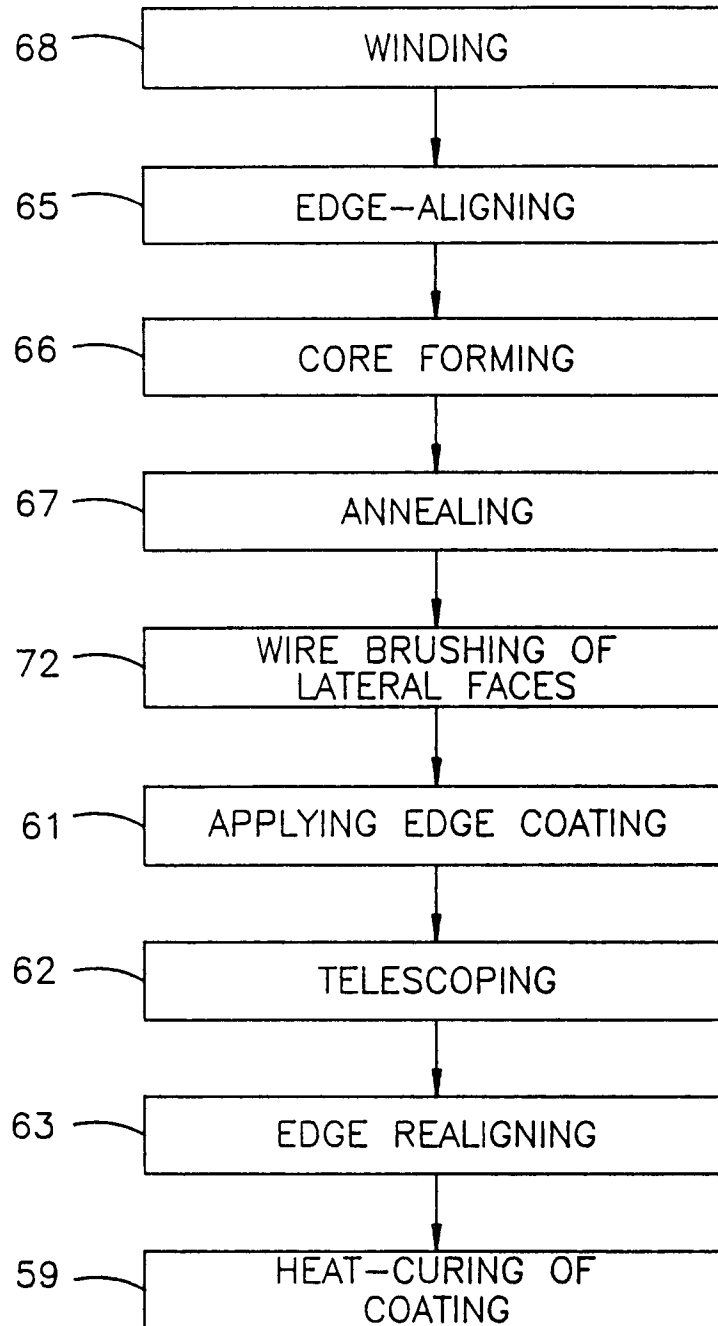 68 WINDING
65 EDGE-ALIGNING
66 CORE FORMING
67 ANNEALING
72 WIRE BRUSHING OF
LATERAL FACES
61 APPLYING EDGE COATING
62 TELESCOPING
63 EDGE REALIGNING
59 HEAT-CURING OF
COATING